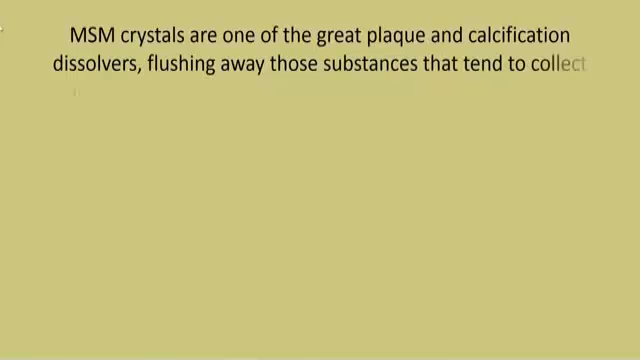 MSM crystals are one of the great plaque and calcification
dissolvers, flushing away those substances that tend to collect